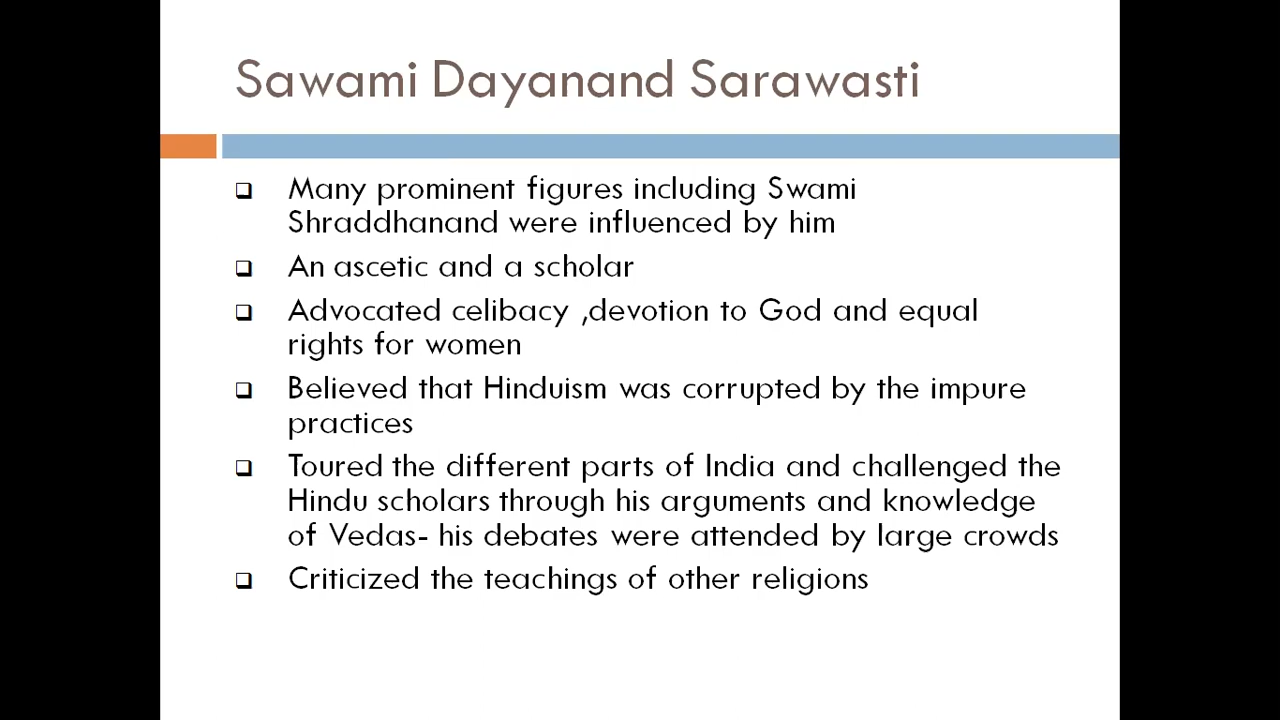 Sawami Dayanand Sarawasti
Many prominent figures including Swami
Shraddhanand were influenced by him
An ascetic and a scholar
Advocated celibacy ,devotion to God and equal
rights for women
Believed that Hinduism was corrupted by the impure
practices
Toured the different parts of India and challenged the
Hindu scholars through his arguments and knowledge
of Vedas- his debates were attended by large crowds
Criticized the teachings of other religions